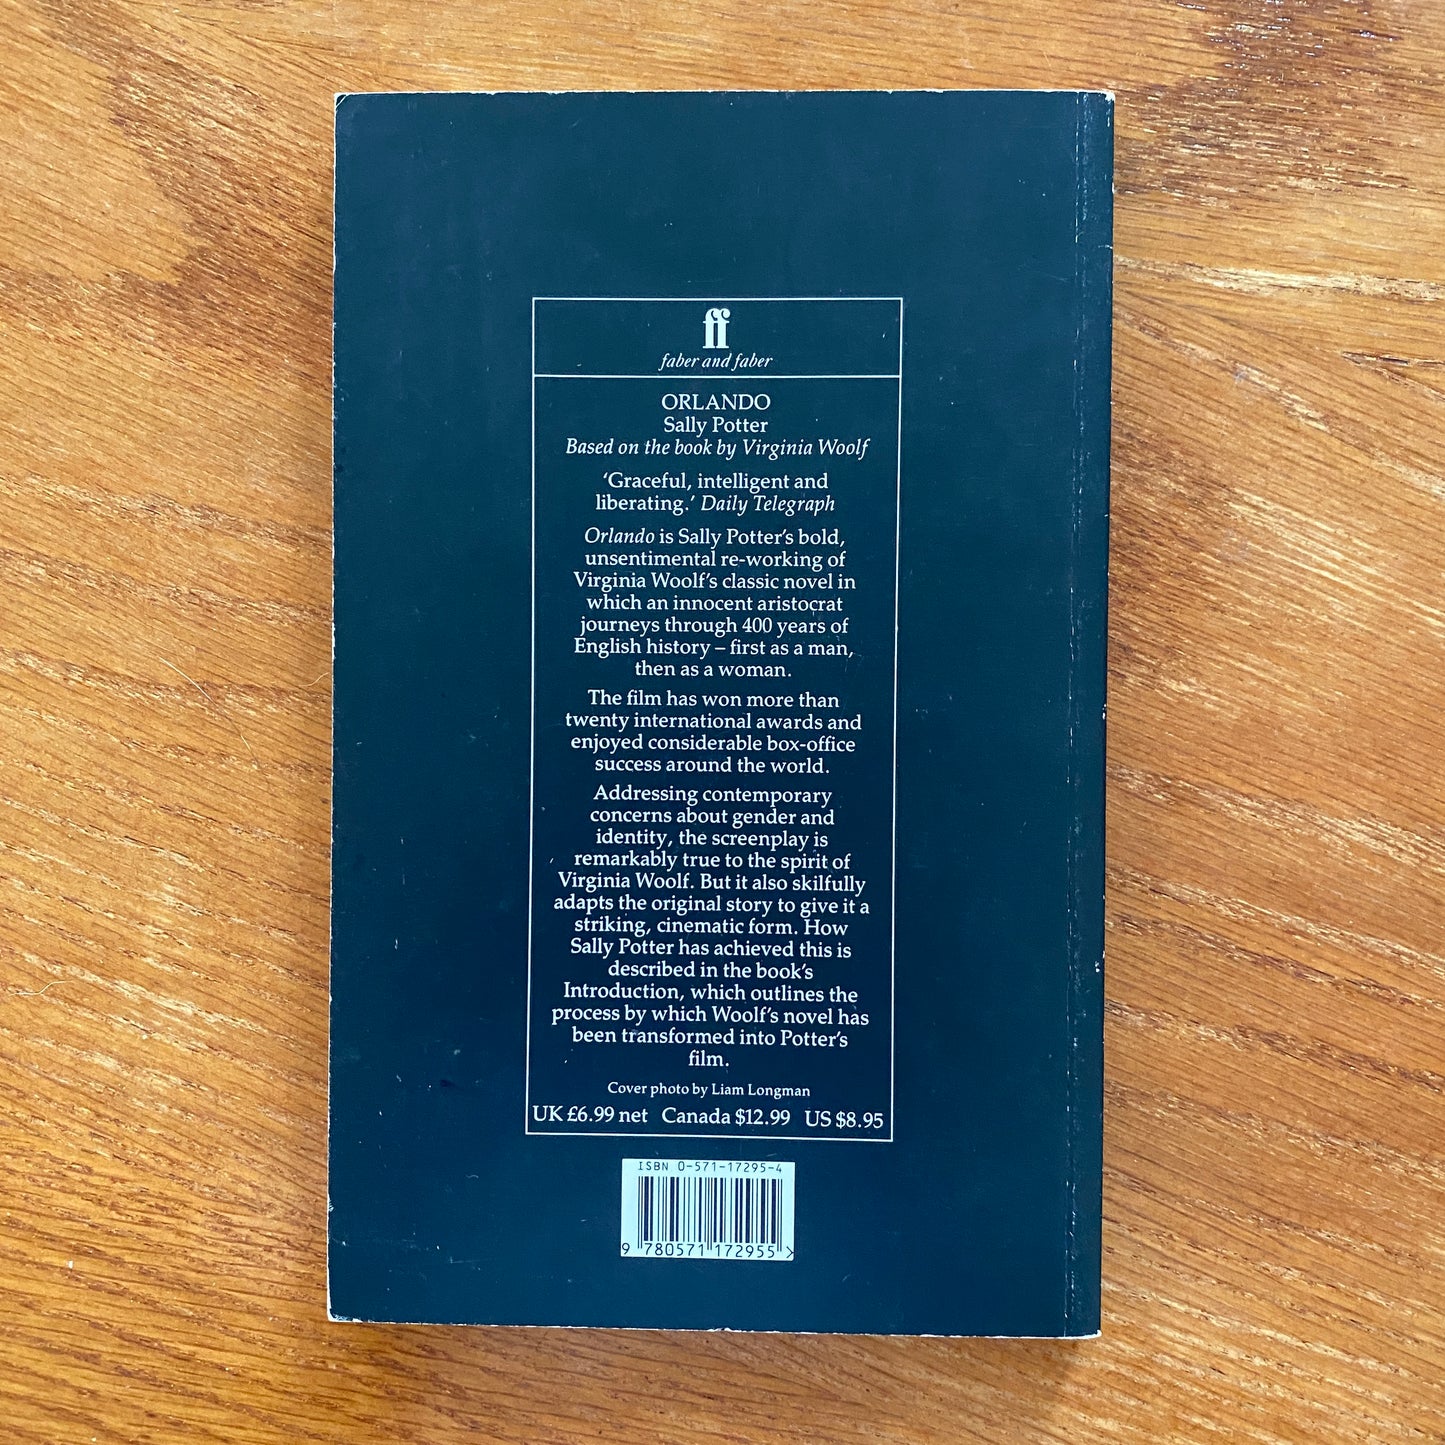 ff
faber and faber
ORLANDO
Sally Potter
Based on the book by Virginia Woolf
‘Graceful, intelligent and
liberating.’ Daily Telegraph
Orlando is Sally Potter’s bold,
unsentimental re-working of
Virginia Woolf’s classic novel in
which an innocent aristocrat
journeys through 400 years of
English history – first as a man,
then as a woman.
The film has won more than
twenty international awards and
enjoyed considerable box-office
success around the world.
Addressing contemporary
concerns about gender and
identity, the screenplay is
remarkably true to the spirit of
Virginia Woolf. But it also skilfully
adapts the original story to give it a
striking, cinematic form. How
Sally Potter has achieved this is
described in the book’s
Introduction, which outlines the
process by which Woolf’s novel has
been transformed into Potter’s
film.
Cover photo by Liam Longman
UK £6.99 net Canada $12.99 US $8.95
ISBN 0-571-17295-4
9 780571 172955 >